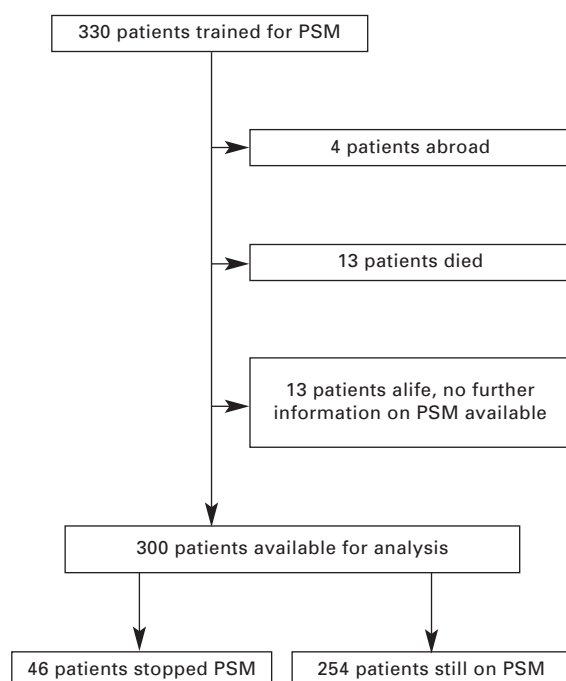 330 patients trained for PSM
4 patients abroad
13 patients died
13 patients alife, no further
information on PSM available
300 patients available for analysis
46 patients stopped PSM
254 patients still on PSM